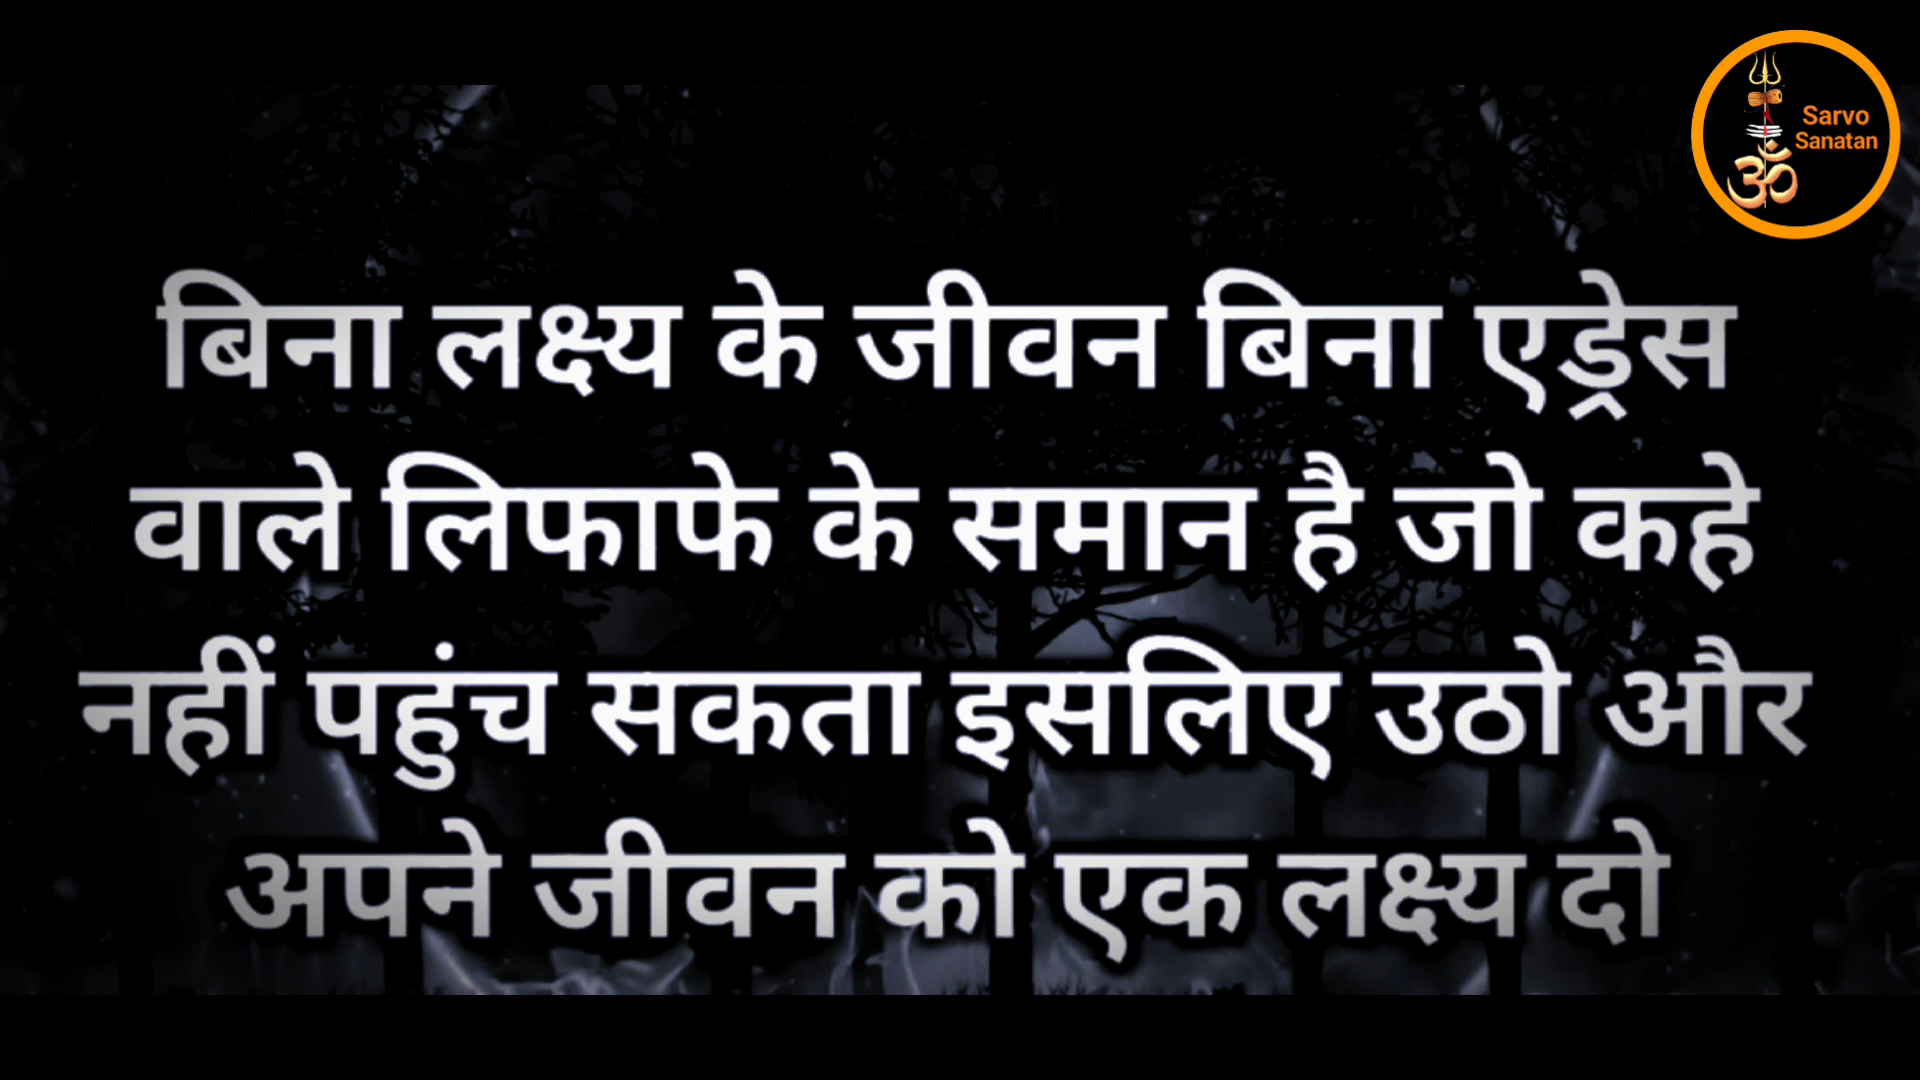 Sarvo
Sanatan
ॐ
बिना लक्ष्य के जीवन बिना एड्रेस
वाले लिफाफे के समान है जो कहे
नहीं पहुंच सकता इसलिए उठो और
अपने जीवन को एक लक्ष्य दो